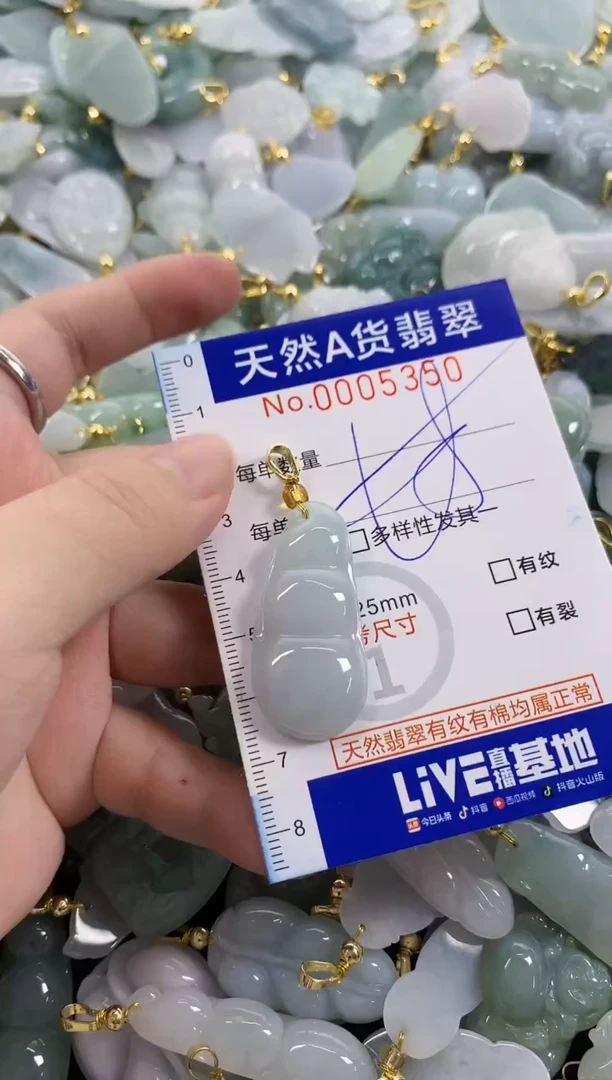 天然A货翡翠
No.0005350
0
1
每单数量
3
每单
多样性发其一
4
有纹
25mm
5
有裂
考尺寸
1
天然翡翠有纹有棉均属正常
7
LiVE直播基地
8
今日头条 抖音 西瓜视频 抖音火山版